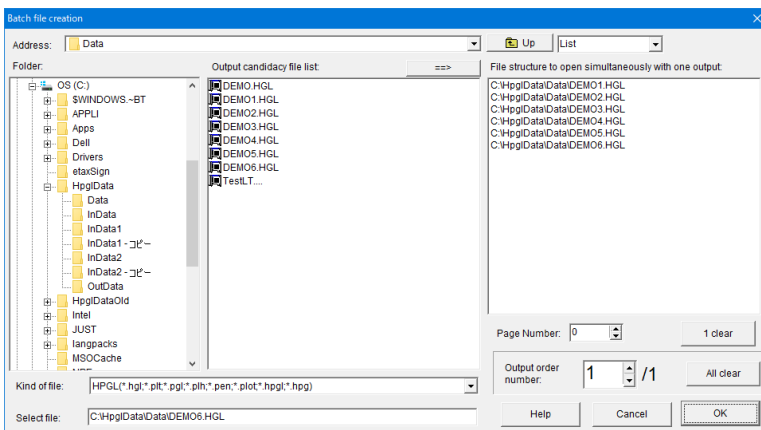 Batch file creation
Address: Data Up List
Folder: Output candidacy file list: ==> File structure to open simultaneously with one output:
OS (C:)
$WINDOWS.~BT
APPLI
Apps
Dell
Drivers
etaxSign
HpglData
Data
InData
InData1
InData1 - コピー
InData2
InData2 - コピー
OutData
HpglDataOld
Intel
JUST
langpacks
MSOCache
DEMO.HGL
DEMO1.HGL
DEMO2.HGL
DEMO3.HGL
DEMO4.HGL
DEMO5.HGL
DEMO6.HGL
TestLT....
C:\HpglData\Data\DEMO1.HGL
C:\HpglData\Data\DEMO2.HGL
C:\HpglData\Data\DEMO3.HGL
C:\HpglData\Data\DEMO4.HGL
C:\HpglData\Data\DEMO5.HGL
C:\HpglData\Data\DEMO6.HGL
Page Number: 0 1 clear
Output order number: 1 /1 All clear
Kind of file: HPGL(*.hgl;*.plt;*.pgl;*.plh;*.pen;*.plot;*.hpgl;*.hpg)
Select file: C:\HpglData\Data\DEMO6.HGL
Help Cancel OK